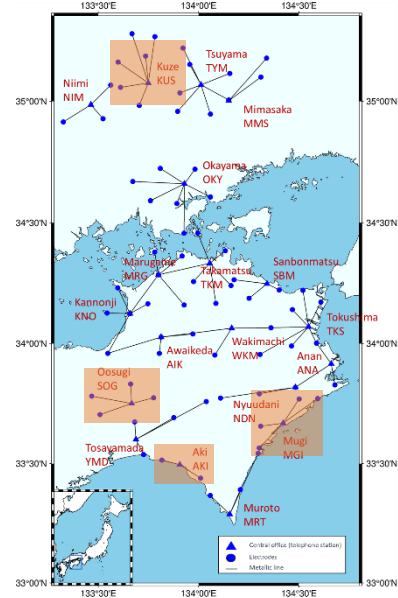 133°30'E 134°00'E 134°30'E
Kuze
KUS
Tsuyama
TYM
Niimi
NIM
35°00'N
35°00'N
Mimasaka
MMS
Okayama
OKY
34°30'N
34°30'N
Marugame
MRG
Takamatsu
TKM
Sanbonmatsu
SBM
Kannonji
KNO
Tokushima
TKS
34°00'N
34°00'N
Awaikeda
AIK
Wakimachi
WKM
Anan
ANA
Oosugi
SOG
Nyuudani
NDN
Mugi
MGI
Tosayamada
YMD
Aki
AKI
33°30'N
33°30'N
Muroto
MRT
Central office (telephone station)
Electrodes
Metallic line
33°00'N
33°00'N
133°30'E 134°00'E 134°30'E